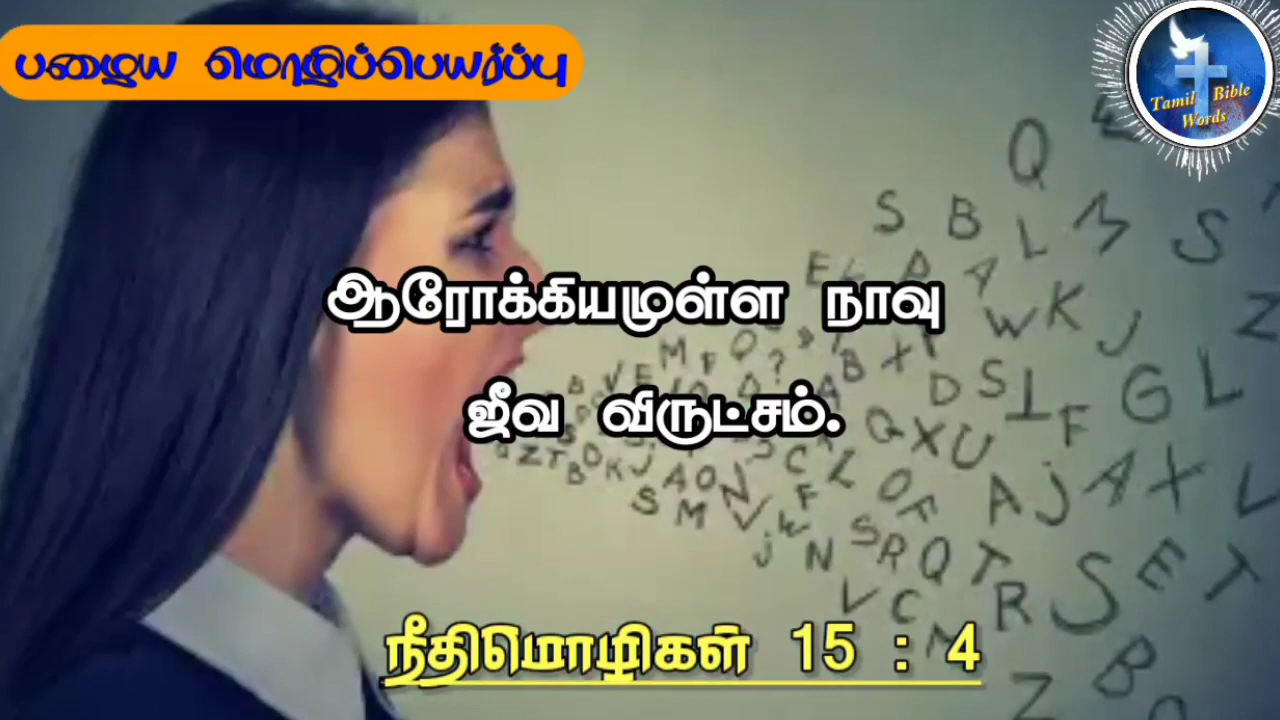 பழைய மொழிப்பெயர்ப்பு
Tamil Bible
Words
ஆரோக்கியமுள்ள நாவு
ஜீவ விருட்சம்.
நீதிமொழிகள் 15 : 4